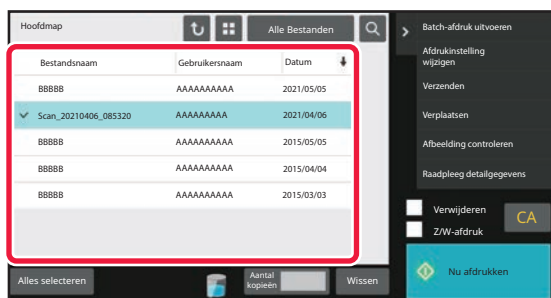 Hoofdmap
Alle Bestanden
Bestandsnaam Gebruikersnaam Datum
BBBBB AAAAAAAAAA 2021/05/05
Scan_20210406_085320 AAAAAAAAA 2021/04/06
BBBBB AAAAAAAAAA 2015/05/05
BBBBB AAAAAAAAAA 2015/04/04
BBBBB AAAAAAAAAA 2015/03/03
Alles selecteren
Aantal
kopieën
Wissen
Batch-afdruk uitvoeren
Afdrukinstelling
wijzigen
Verzenden
Verplaatsen
Afbeelding controleren
Raadpleeg detailgegevens
Verwijderen
Z/W-afdruk
CA
Nu afdrukken